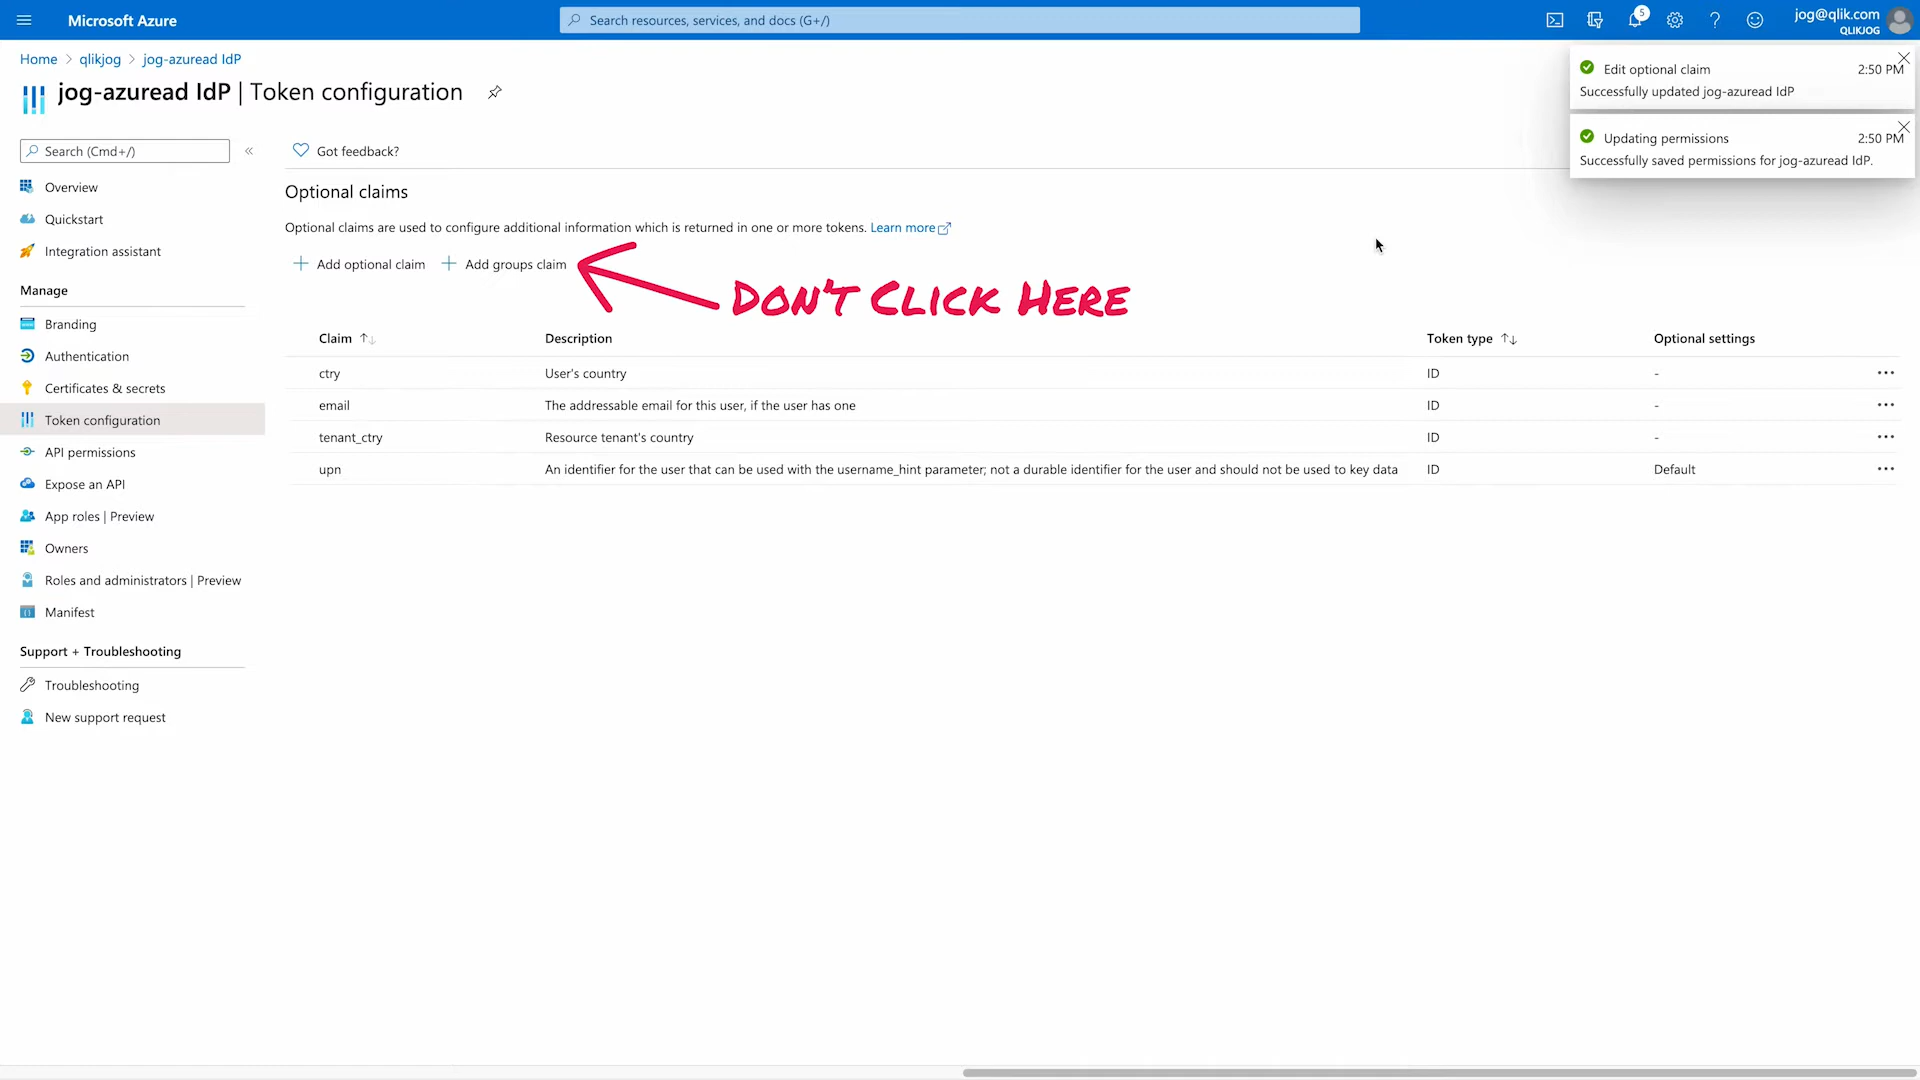 Microsoft Azure
Search resources, services, and docs (G+/)
5
jog@qlik.com
QLIKJOG
Home > qlikjog > jog-azuread IdP
jog-azuread IdP | Token configuration
Edit optional claim 2:50 PM
Successfully updated jog-azuread IdP
Updating permissions 2:50 PM
Successfully saved permissions for jog-azuread IdP.
Search (Cmd+/)
«
Overview
Quickstart
Integration assistant
Manage
Branding
Authentication
Certificates & secrets
Token configuration
API permissions
Expose an API
App roles | Preview
Owners
Roles and administrators | Preview
Manifest
Support + Troubleshooting
Troubleshooting
New support request
Got feedback?
Optional claims
Optional claims are used to configure additional information which is returned in one or more tokens. Learn more
+ Add optional claim + Add groups claim
DON'T CLICK HERE
Claim ↑↓ Description Token type ↑↓ Optional settings
ctry User's country ID - ...
email The addressable email for this user, if the user has one ID - ...
tenant_ctry Resource tenant's country ID - ...
upn An identifier for the user that can be used with the username_hint parameter; not a durable identifier for the user and should not be used to key data ID Default ...